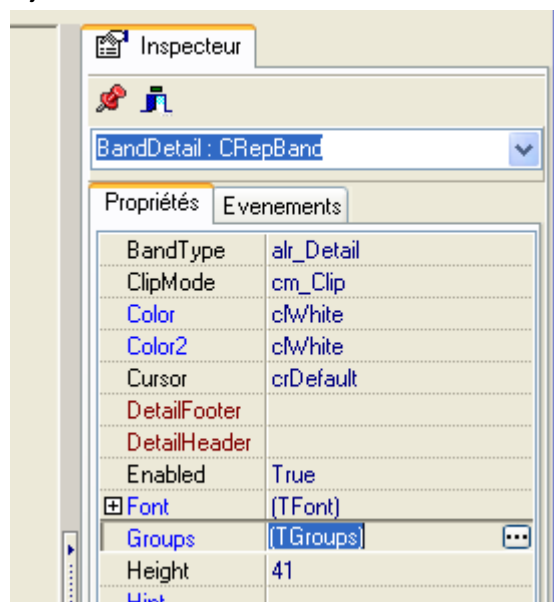 Inspecteur
BandDetail : CRepBand
Propriétés Evenements
BandType alr_Detail
ClipMode cm_Clip
Color clWhite
Color2 clWhite
Cursor crDefault
DetailFooter
DetailHeader
Enabled True
Font (TFont)
Groups (TGroups)
Height 41
Hint